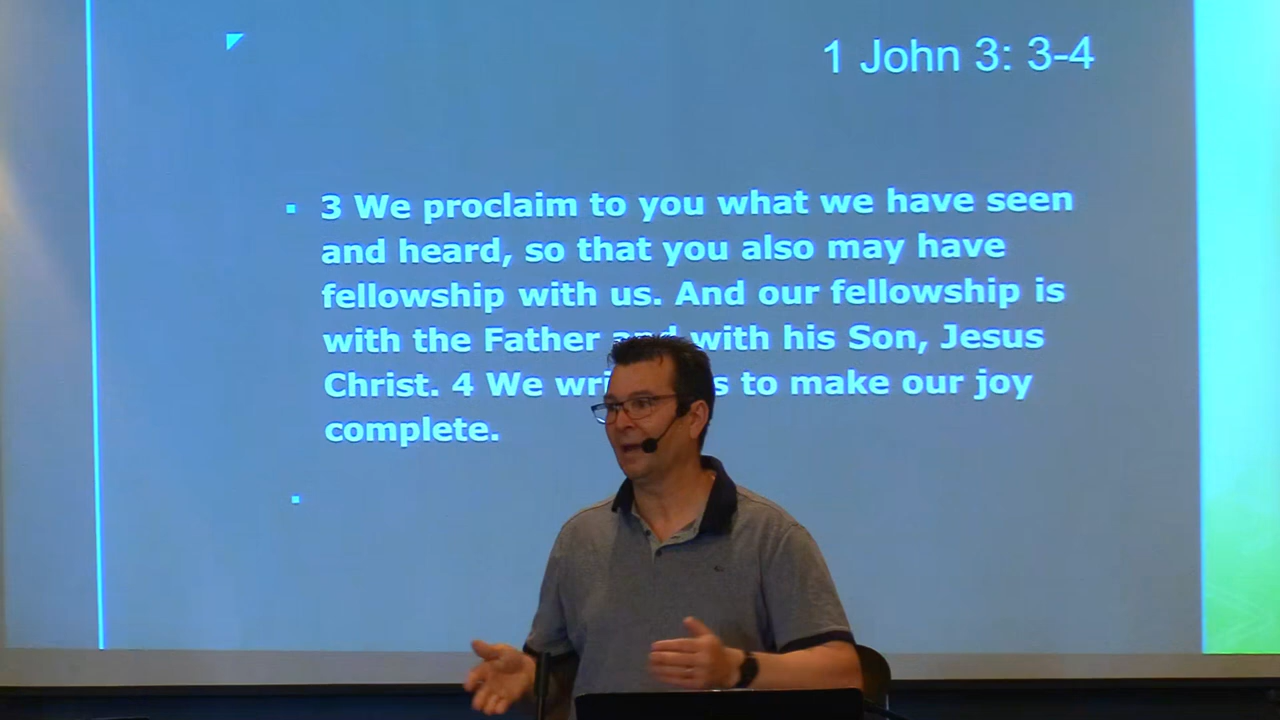 1 John 3: 3-4
3 We proclaim to you what we have seen
and heard, so that you also may have
fellowship with us. And our fellowship is
with the Father and with his Son, Jesus
Christ. 4 We to make our joy
complete.